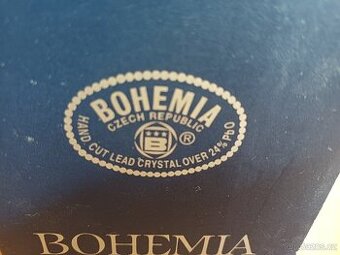 BOHEMIA
CZECH REPUBLIC
B ®
HAND CUT LEAD CRYSTAL OVER 24% PbO
BOHEMIA